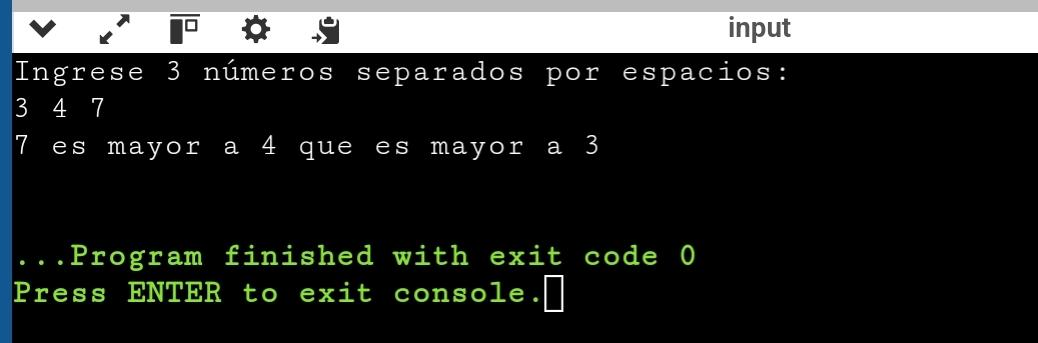 input
Ingrese 3 números separados por espacios:
3 4 7
7 es mayor a 4 que es mayor a 3
...Program finished with exit code 0
Press ENTER to exit console.